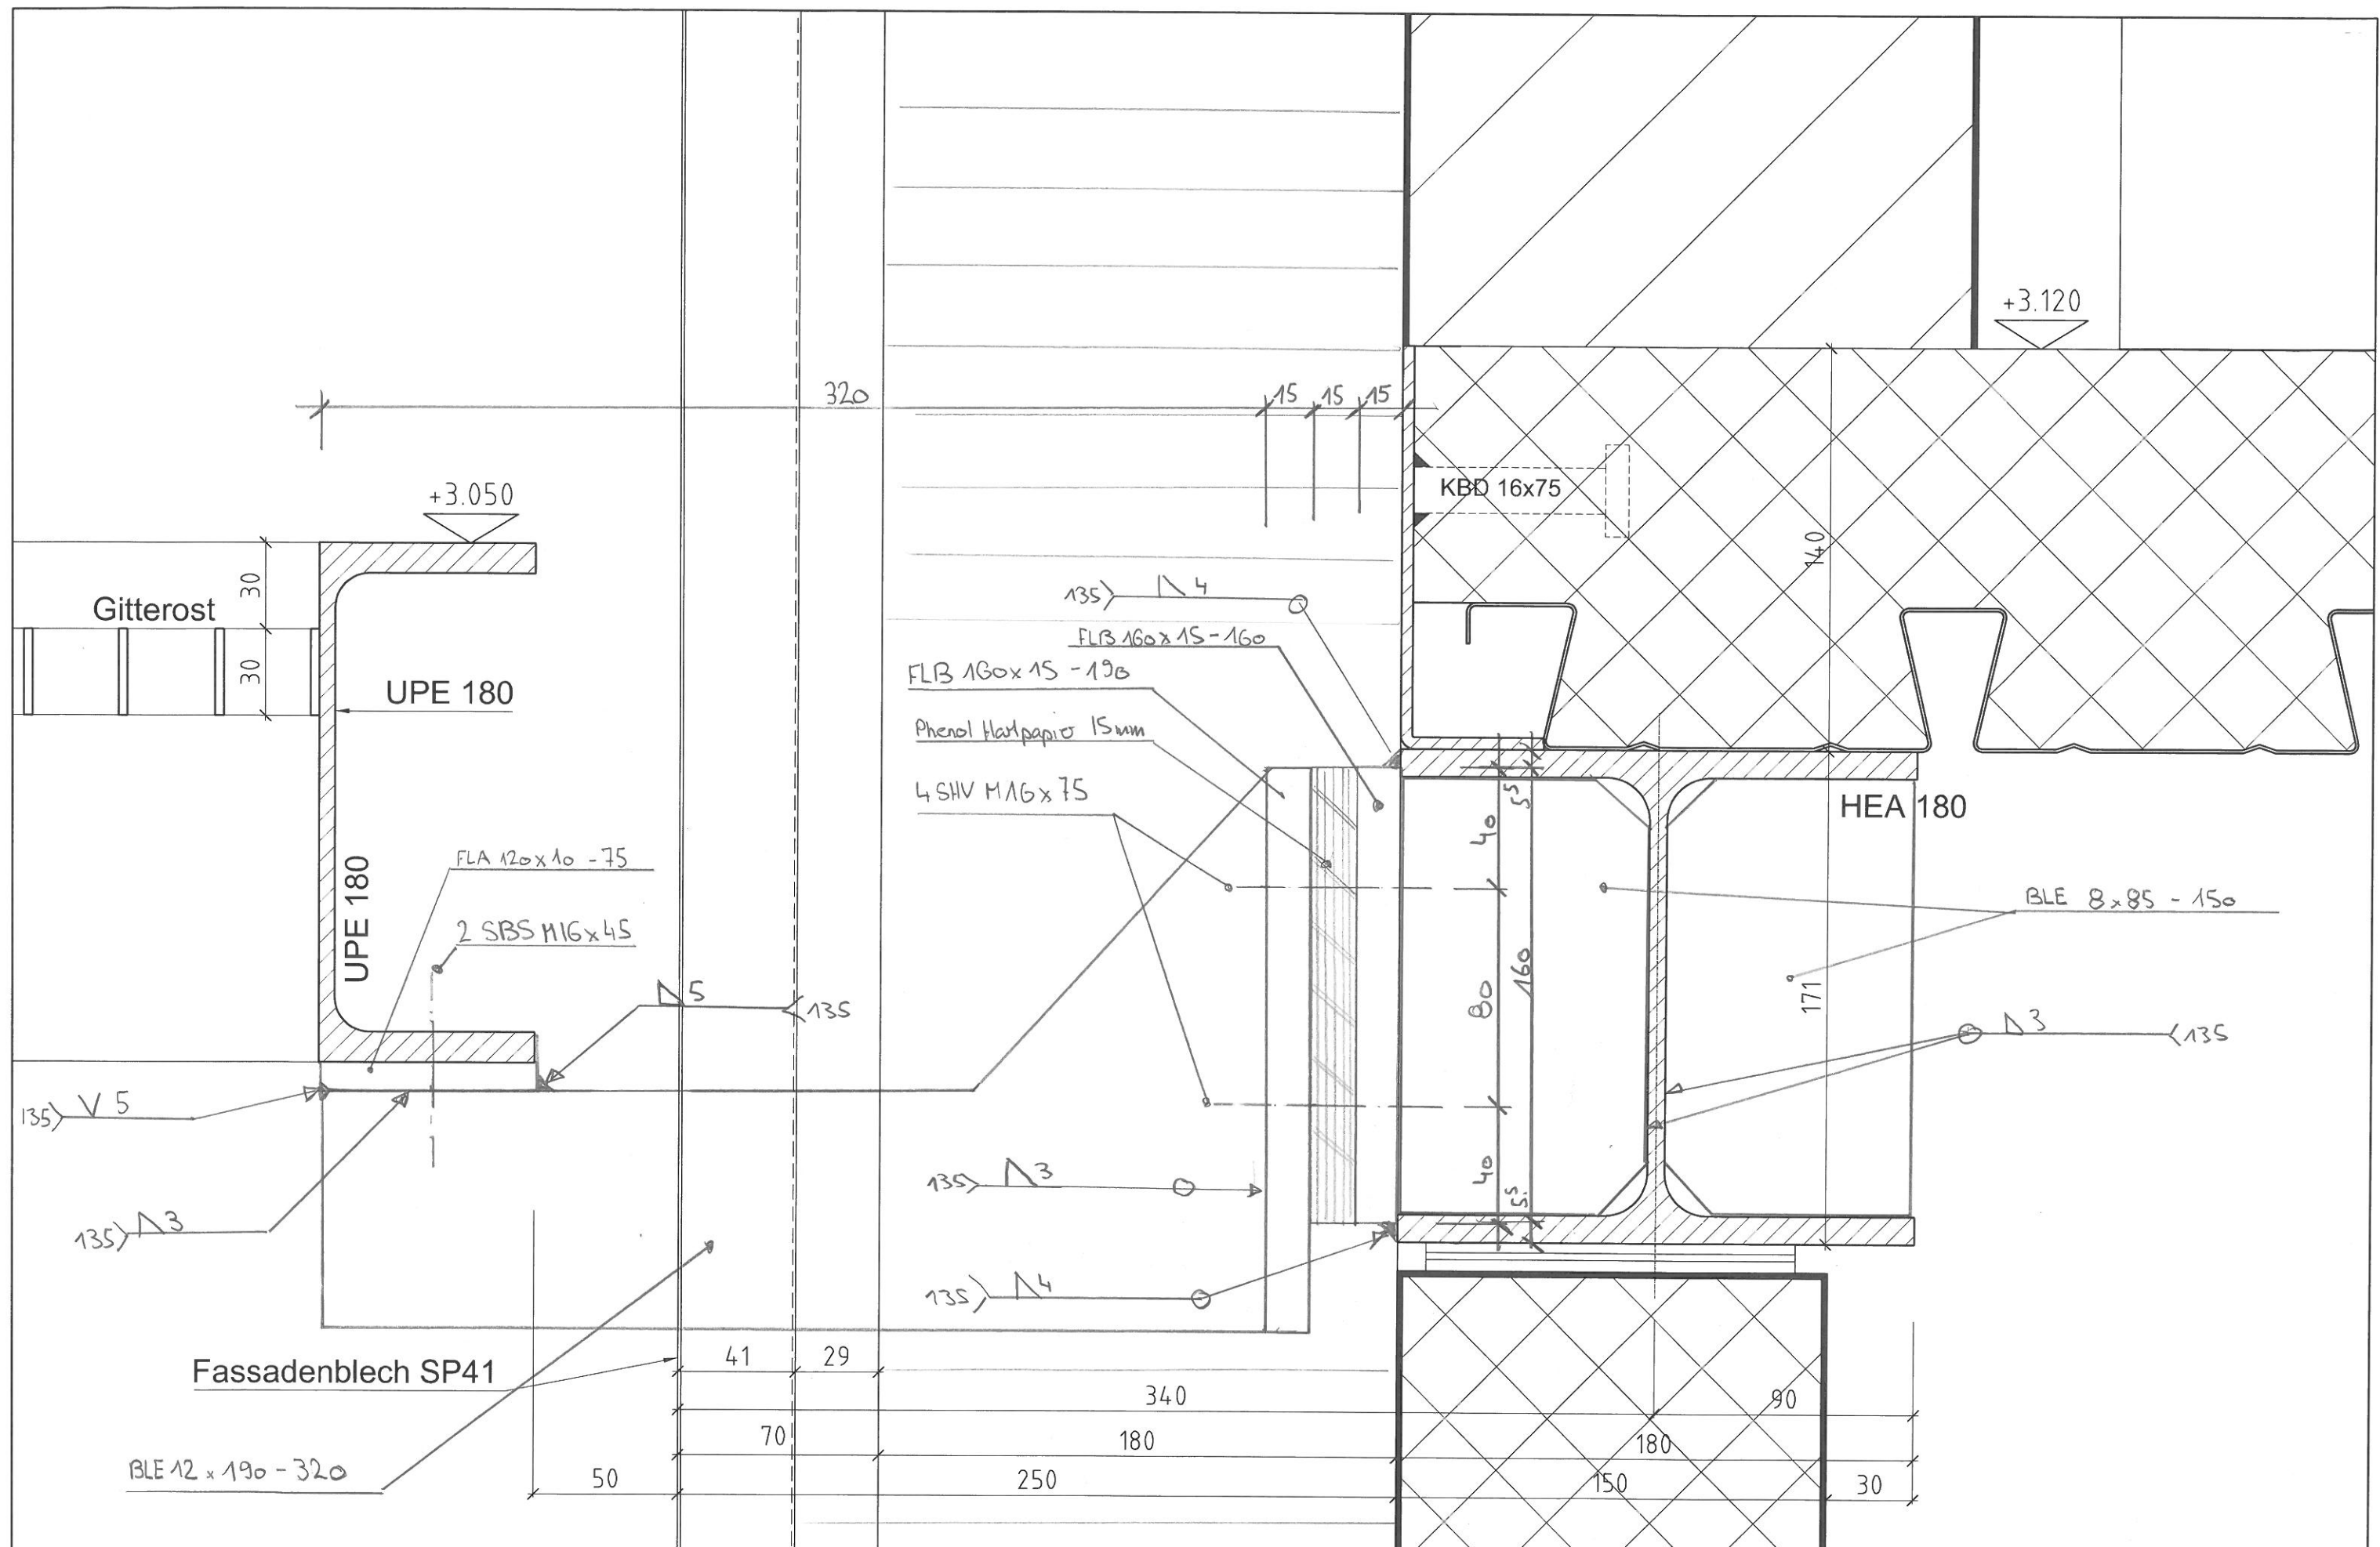 +3.120
320
15
15
15
+3.050
KBD 16x75
140
30
Gitterost
135
4
FLB 160x15-160
30
FLB 160x15-190
UPE 180
Phenol Hartpapier 15mm
4 SHV M16x75
5⁵
HEA 180
40
FLA 120x10-75
UPE 180
BLE 8x85-150
2 SBS M16x45
160
171
80
5
135
3
135
135
V 5
135
3
40
5⁵
135
3
135
4
41
29
Fassadenblech SP41
340
90
70
180
180
BLE 12x190-320
50
250
150
30